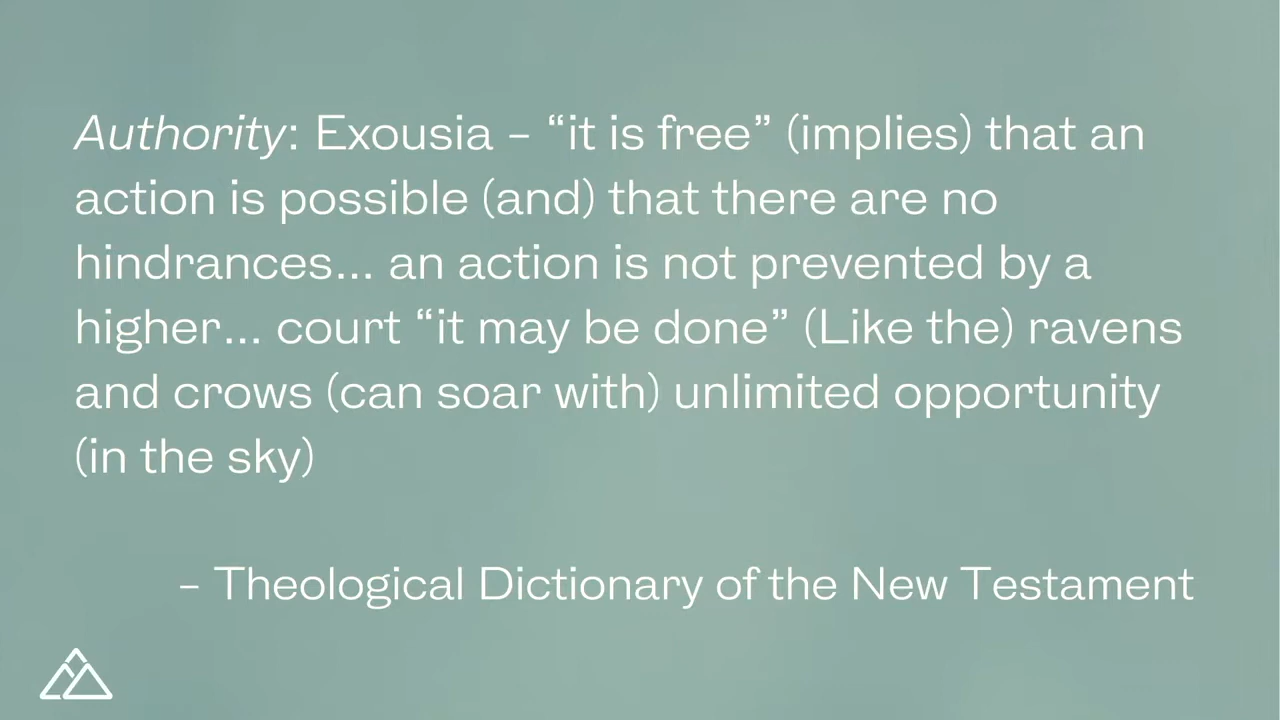 Authority: Exousia – “it is free” (implies) that an
action is possible (and) that there are no
hindrances... an action is not prevented by a
higher... court “it may be done” (Like the) ravens
and crows (can soar with) unlimited opportunity
(in the sky)
– Theological Dictionary of the New Testament